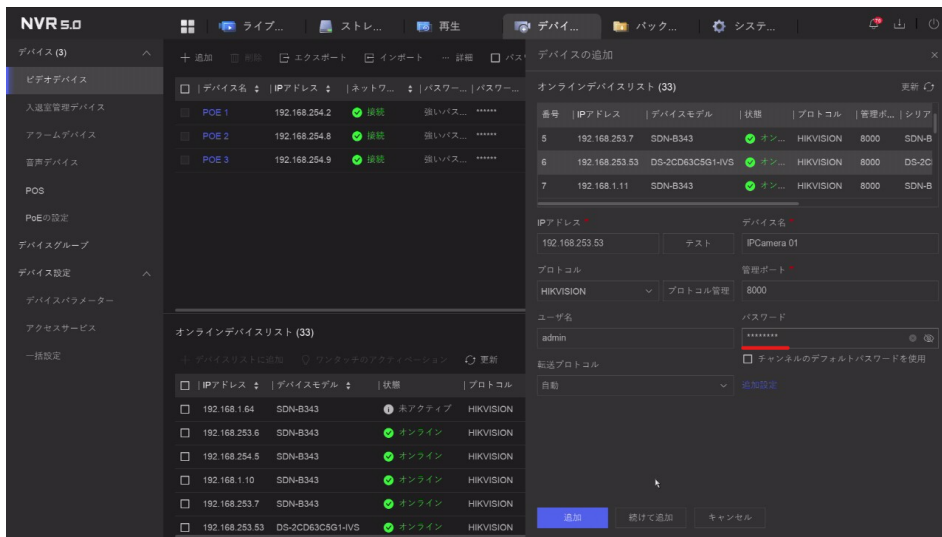 NVR 5.0
ライブ...
ストレ...
再生
デバイ...
バック...
システ...
デバイス (3)
ビデオデバイス
入退室管理デバイス
アラームデバイス
音声デバイス
POS
PoEの設定
デバイスグループ
デバイス設定
デバイスパラメーター
アクセスサービス
一括設定
追加 削除 エクスポート インポート ... 詳細 パス
デバイス名 IPアドレス ネットワ... パスワー... パスワー...
POE 1 192.168.254.2 接続 強いパス... ******
POE 2 192.168.254.8 接続 強いパス... ******
POE 3 192.168.254.9 接続 強いパス... ******
オンラインデバイスリスト (33)
デバイスリストに追加 ワンタッチのアクティベーション 更新
IPアドレス デバイスモデル 状態 プロトコル
192.168.1.64 SDN-B343 未アクティブ HIKVISION
192.168.253.6 SDN-B343 オンライン HIKVISION
192.168.254.5 SDN-B343 オンライン HIKVISION
192.168.1.10 SDN-B343 オンライン HIKVISION
192.168.253.7 SDN-B343 オンライン HIKVISION
192.168.253.53 DS-2CD63C5G1-IVS オンライン HIKVISION
デバイスの追加
オンラインデバイスリスト (33) 更新
番号 IPアドレス デバイスモデル 状態 プロトコル 管理ポ... シリア
5 192.168.253.7 SDN-B343 オン... HIKVISION 8000 SDN-B
6 192.168.253.53 DS-2CD63C5G1-IVS オン... HIKVISION 8000 DS-2C
7 192.168.1.11 SDN-B343 オン... HIKVISION 8000 SDN-B
IPアドレス * デバイス名 *
192.168.253.53 テスト IPCamera 01
プロトコル 管理ポート *
HIKVISION プロトコル管理 8000
ユーザ名 パスワード
admin ********
チャンネルのデフォルトパスワードを使用
転送プロトコル
自動 追加設定
追加 続けて追加 キャンセル